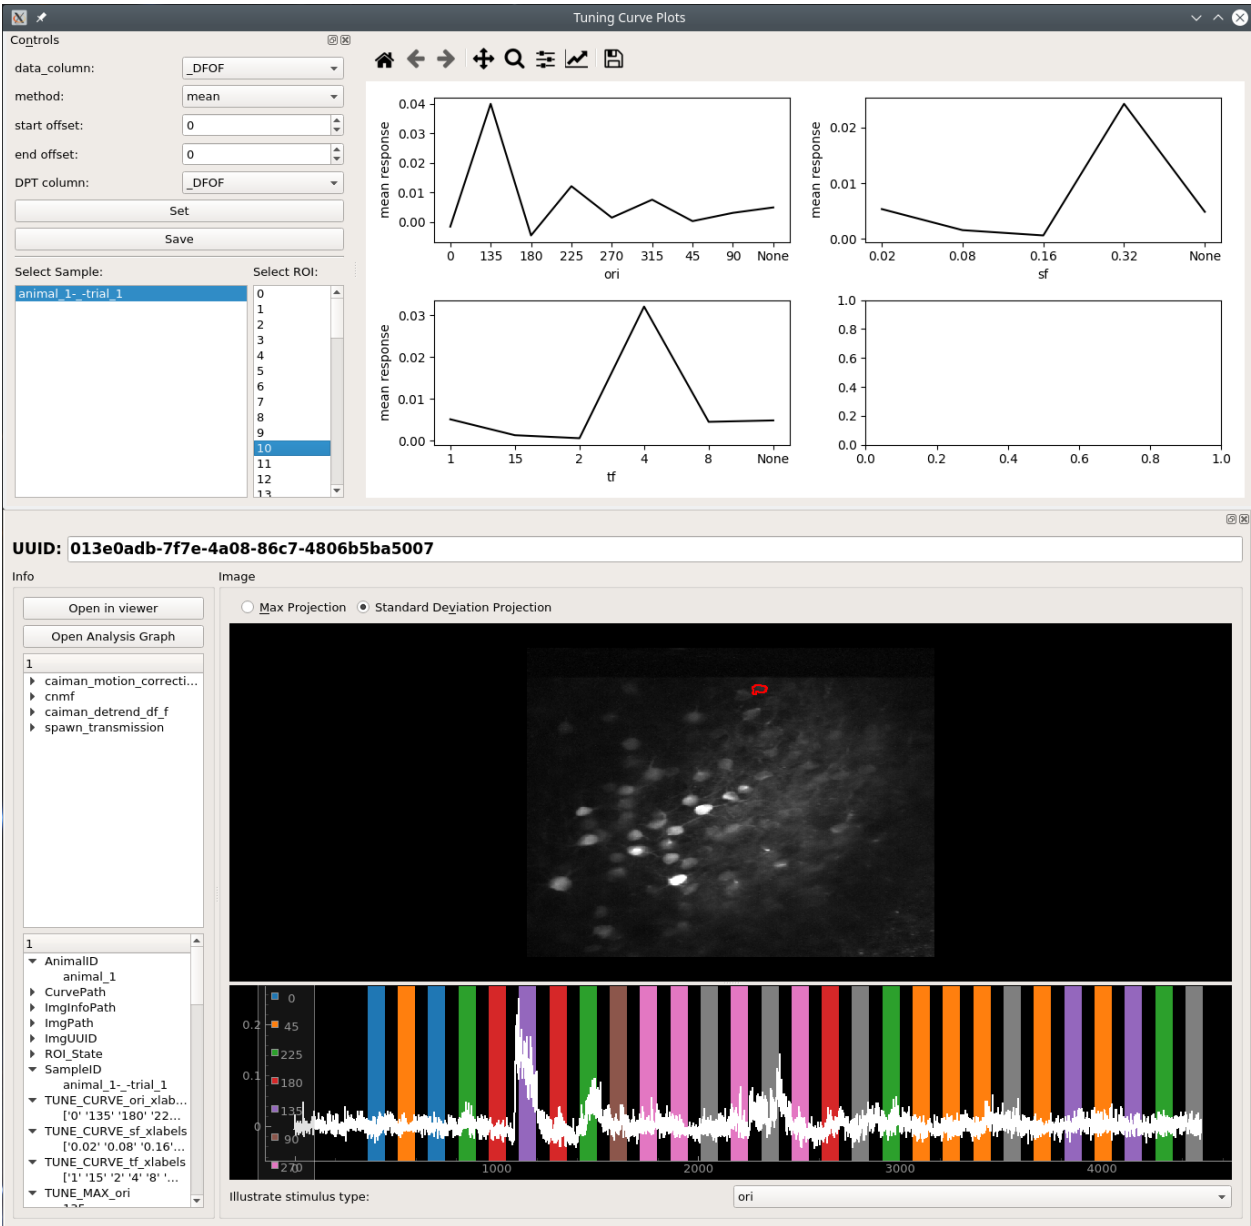 Tuning Curve Plots
Controls
data_column:
_DFOF
method:
mean
start offset:
0
end offset:
0
DPT column:
_DFOF
Set
Save
Select Sample:
Select ROI:
animal_1-_-trial_1
0
1
2
3
4
5
6
7
8
9
10
11
12
13
mean response
0.04
0.03
0.02
0.01
0.00
0 135 180 225 270 315 45 90 None
ori
mean response
0.02
0.01
0.00
0.02 0.08 0.16 0.32 None
sf
mean response
0.03
0.02
0.01
0.00
1 15 2 4 8 None
tf
1.0
0.8
0.6
0.4
0.2
0.0
0.0 0.2 0.4 0.6 0.8 1.0
UUID: 013e0adb-7f7e-4a08-86c7-4806b5ba5007
Info
Image
Open in viewer
Open Analysis Graph
1
caiman_motion_correcti...
cnmf
caiman_detrend_df_f
spawn_transmission
1
AnimalID
animal_1
CurvePath
ImgInfoPath
ImgPath
ImgUUID
ROI_State
SampleID
animal_1-_-trial_1
TUNE_CURVE_ori_xlab...
['0' '135' '180' '22...
TUNE_CURVE_sf_xlabels
['0.02' '0.08' '0.16'...
TUNE_CURVE_tf_xlabels
['1' '15' '2' '4' '8' '...
TUNE_MAX_ori
135
Max Projection
Standard Deviation Projection
0.2
0.1
0
0
45
225
180
135
90
270
0 1000 2000 3000 4000
Illustrate stimulus type:
ori